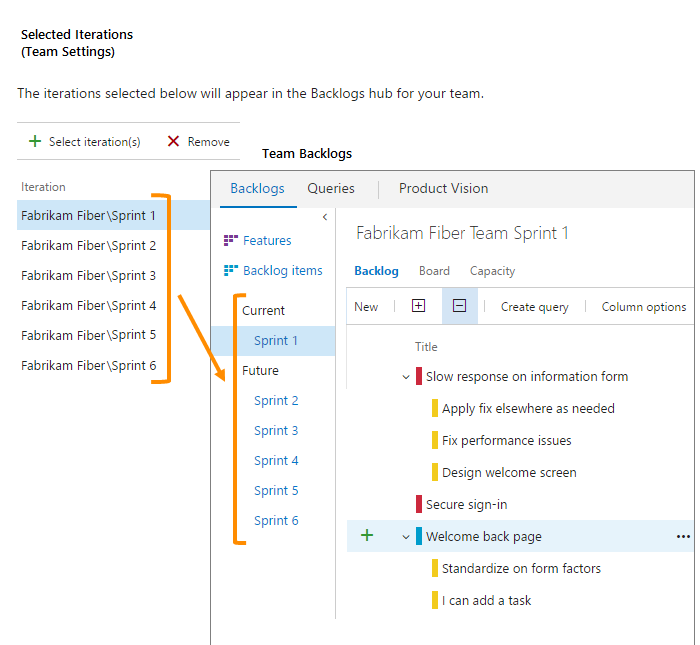 Selected Iterations
(Team Settings)
The iterations selected below will appear in the Backlogs hub for your team.
Select iteration(s) Remove
Iteration
Fabrikam Fiber\Sprint 1
Fabrikam Fiber\Sprint 2
Fabrikam Fiber\Sprint 3
Fabrikam Fiber\Sprint 4
Fabrikam Fiber\Sprint 5
Fabrikam Fiber\Sprint 6
Team Backlogs
Backlogs Queries Product Vision
Features
Backlog items
Current
Sprint 1
Future
Sprint 2
Sprint 3
Sprint 4
Sprint 5
Sprint 6
Fabrikam Fiber Team Sprint 1
Backlog Board Capacity
New Create query Column options
Title
Slow response on information form
Apply fix elsewhere as needed
Fix performance issues
Design welcome screen
Secure sign-in
Welcome back page
Standardize on form factors
I can add a task